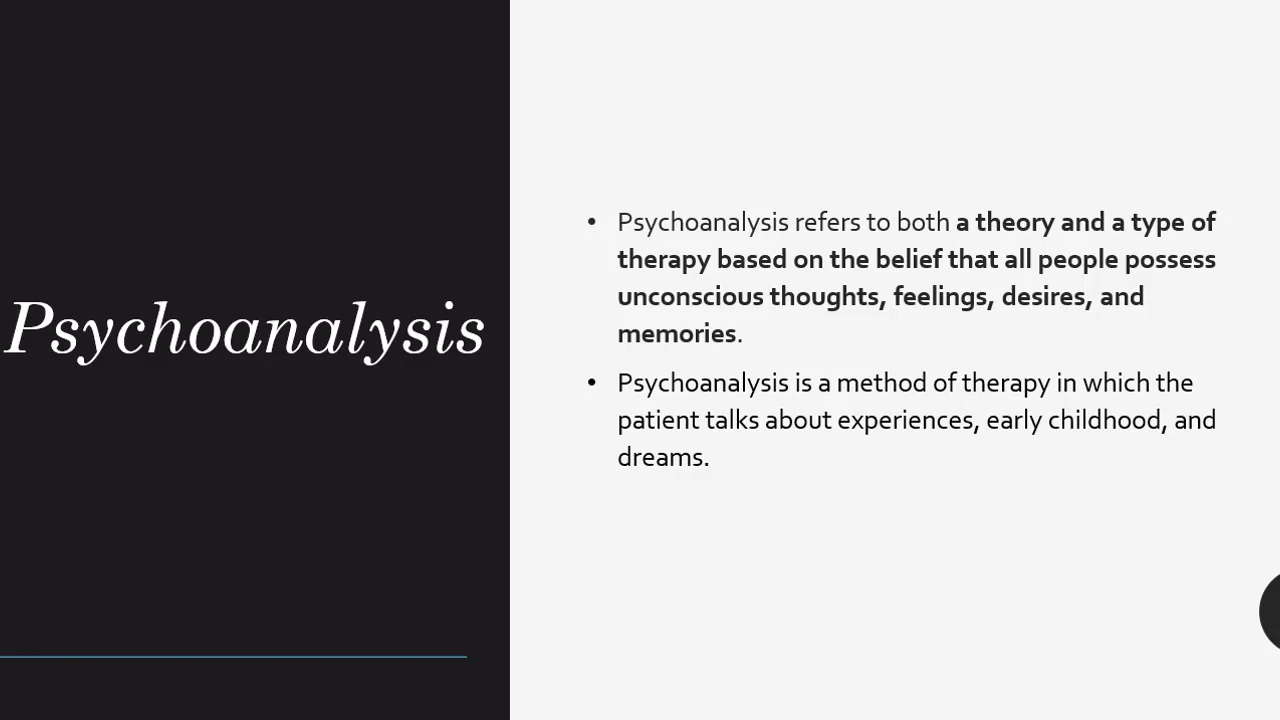 Psychoanalysis
• Psychoanalysis refers to both a theory and a type of
therapy based on the belief that all people possess
unconscious thoughts, feelings, desires, and
memories.
• Psychoanalysis is a method of therapy in which the
patient talks about experiences, early childhood, and
dreams.